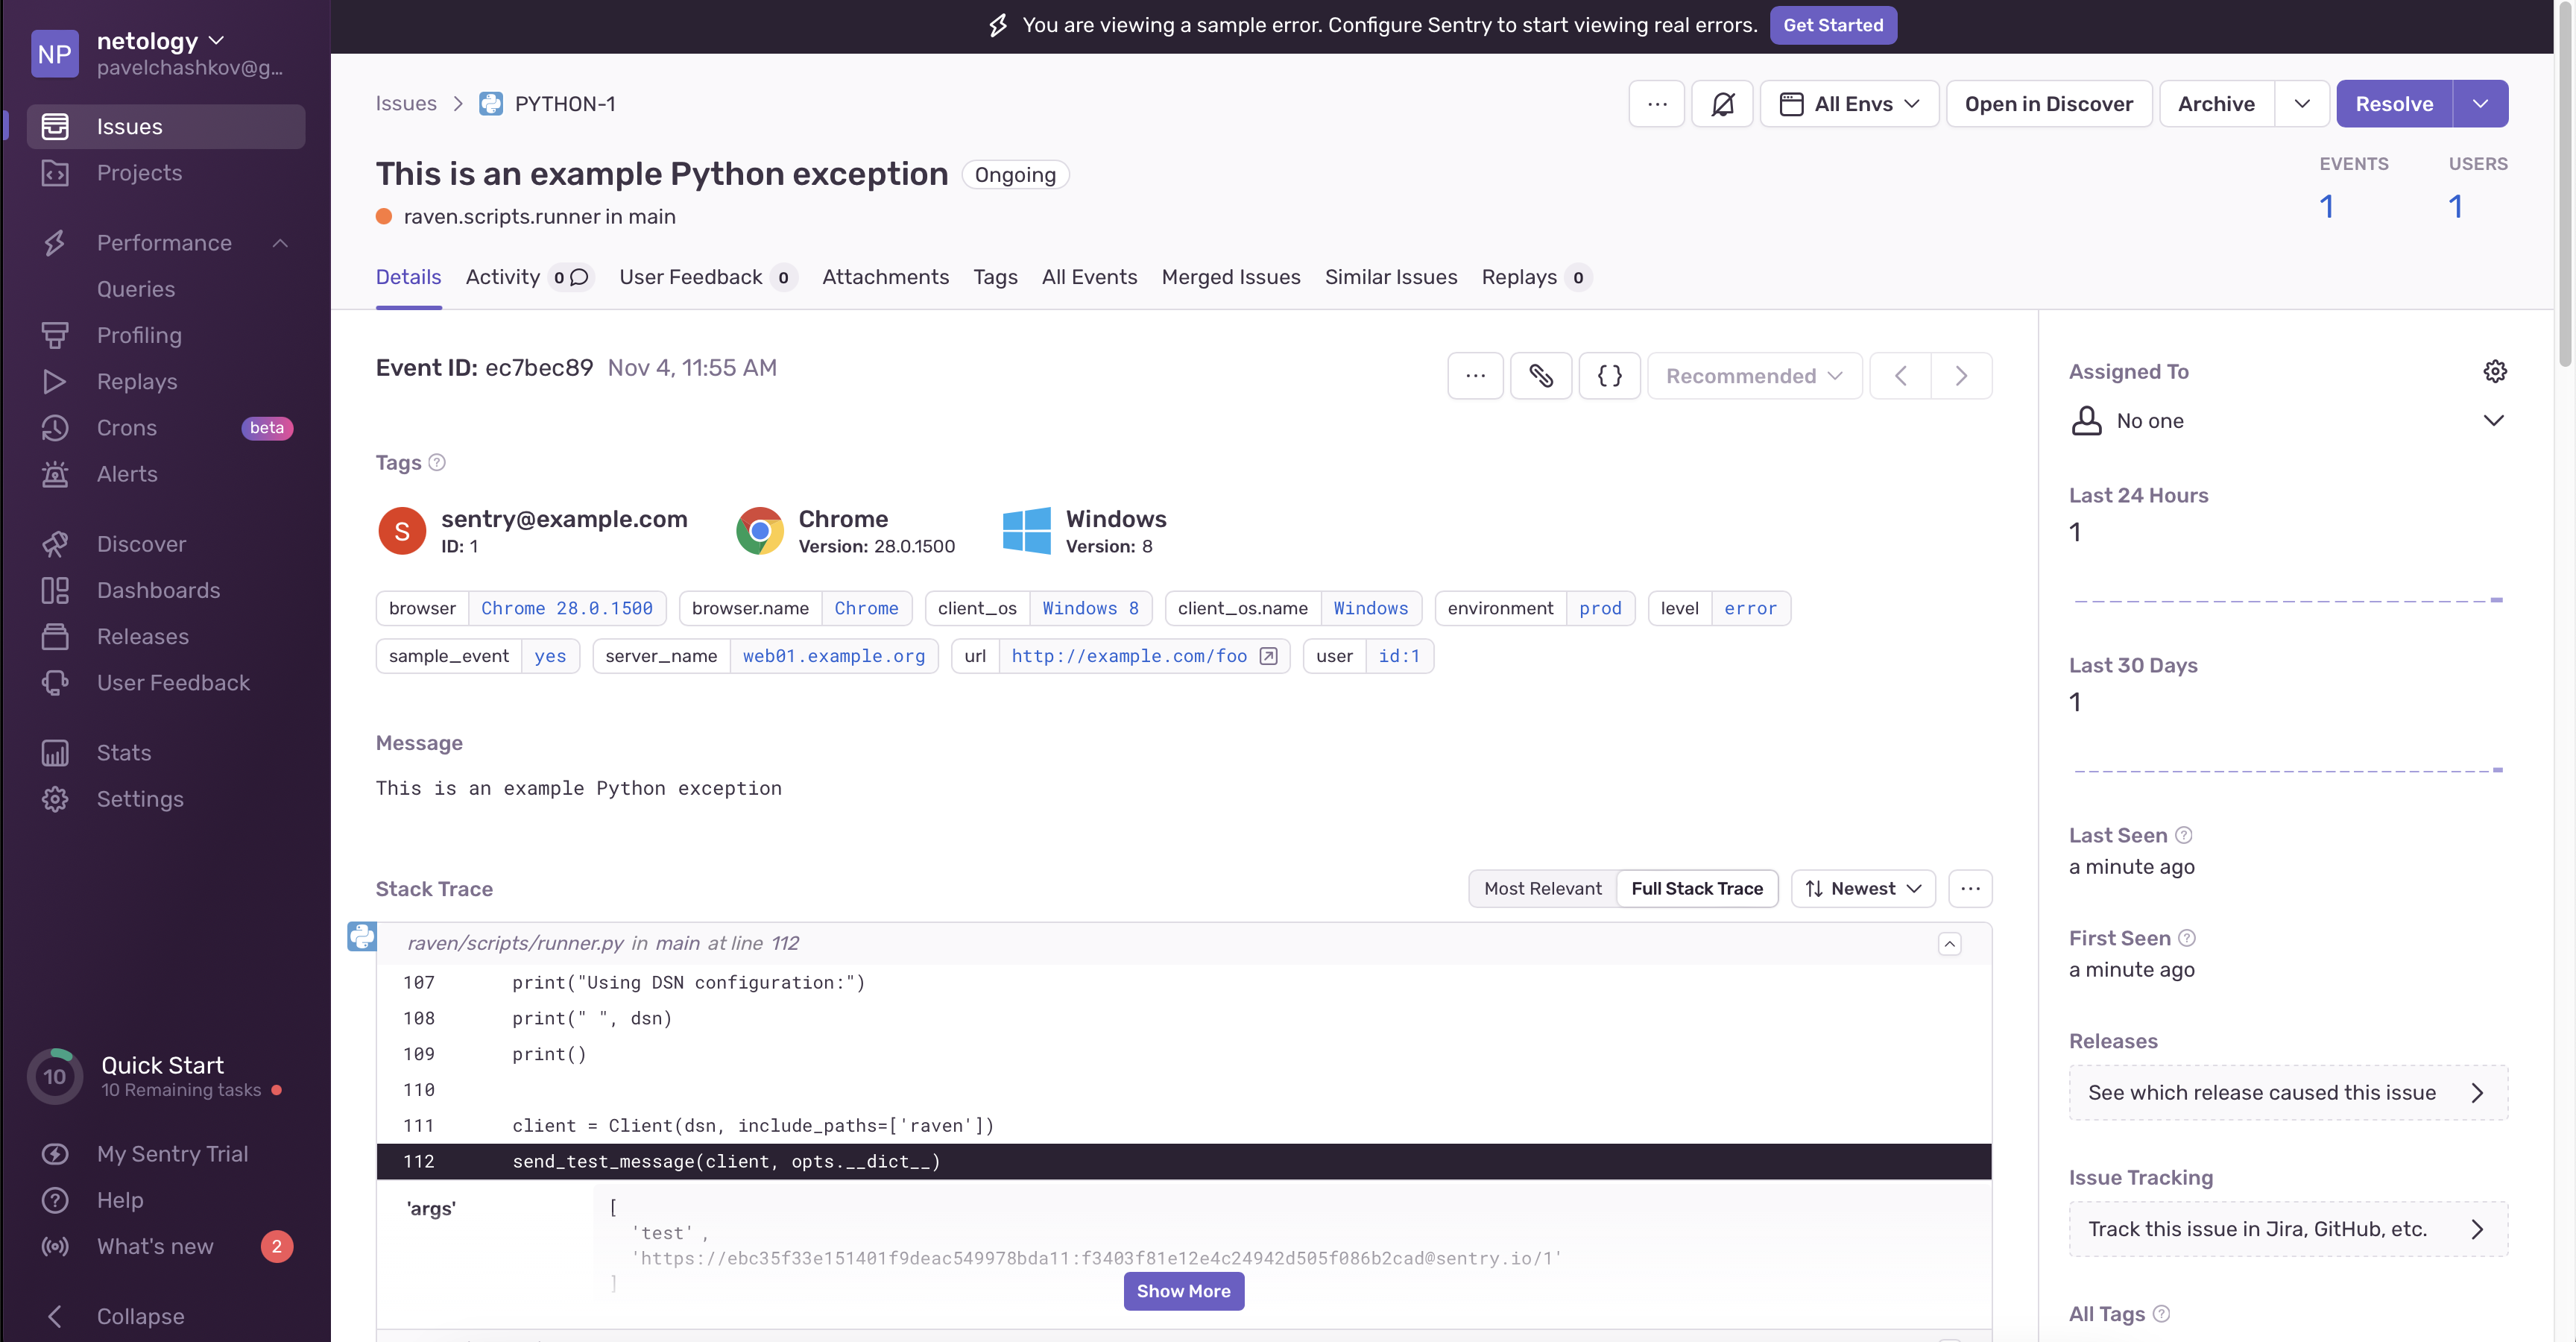 You are viewing a sample error. Configure Sentry to start viewing real errors. Get Started
NP
netology
pavelchashkov@g...
Issues
Projects
Performance
Queries
Profiling
Replays
Crons beta
Alerts
Discover
Dashboards
Releases
User Feedback
Stats
Settings
10
Quick Start
10 Remaining tasks
My Sentry Trial
Help
What's new 2
Collapse
Issues > PYTHON-1
... All Envs Open in Discover Archive Resolve
This is an example Python exception Ongoing
raven.scripts.runner in main
EVENTS USERS
1 1
Details Activity 0 User Feedback 0 Attachments Tags All Events Merged Issues Similar Issues Replays 0
Event ID: ec7bec89 Nov 4, 11:55 AM
... {} Recommended
Tags ?
S sentry@example.com
ID: 1
Chrome
Version: 28.0.1500
Windows
Version: 8
browser Chrome 28.0.1500 browser.name Chrome client_os Windows 8 client_os.name Windows environment prod level error
sample_event yes server_name web01.example.org url http://example.com/foo user id:1
Message
This is an example Python exception
Stack Trace
Most Relevant Full Stack Trace Newest ...
raven/scripts/runner.py in main at line 112
107 print("Using DSN configuration:")
108 print(" ", dsn)
109 print()
110
111 client = Client(dsn, include_paths=['raven'])
112 send_test_message(client, opts.__dict__)
'args' [
'test',
'https://ebc35f33e151401f9deac549978bda11:f3403f81e12e4c24942d505f086b2cad@sentry.io/1'
]
Show More
Assigned To
No one
Last 24 Hours
1
Last 30 Days
1
Last Seen ?
a minute ago
First Seen ?
a minute ago
Releases
See which release caused this issue
Issue Tracking
Track this issue in Jira, GitHub, etc.
All Tags ?